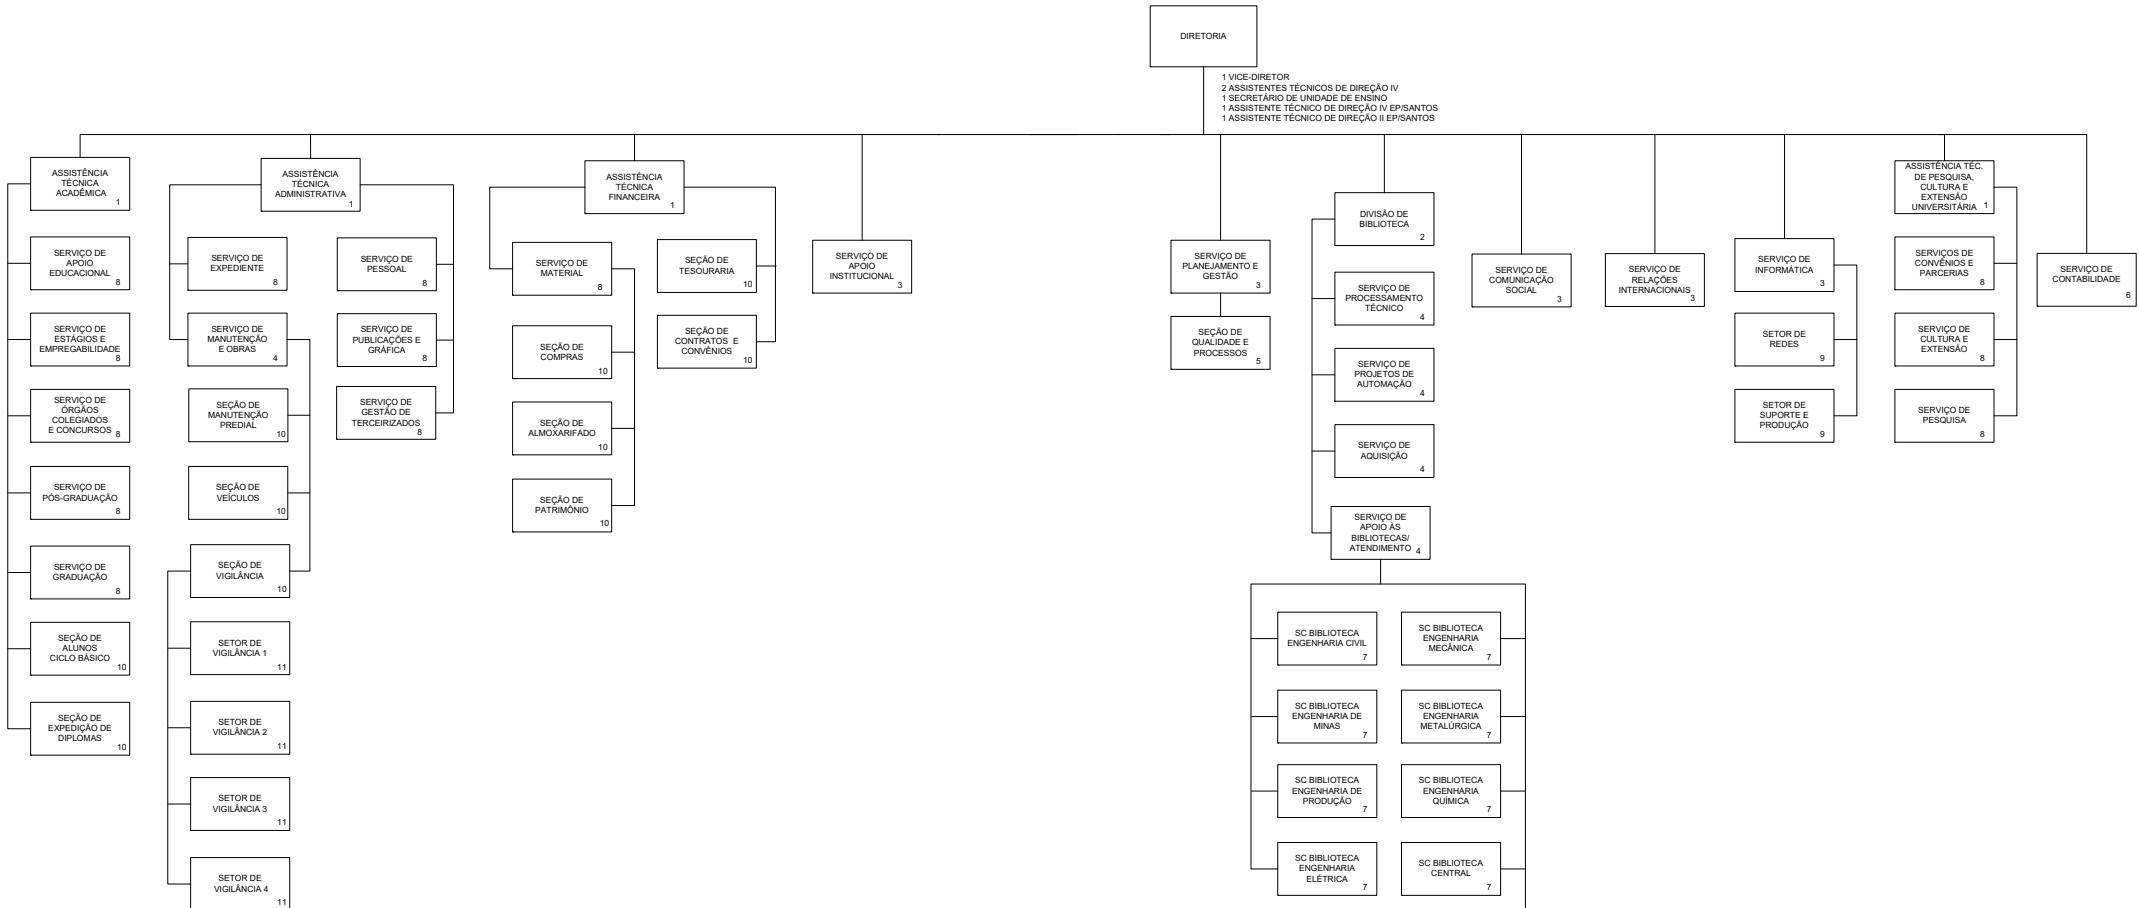 DIRETORIA
1 VICE-DIRETOR
2 ASSISTENTES TÉCNICOS DE DIREÇÃO IV
1 SECRETÁRIO DE UNIDADE DE ENSINO
1 ASSISTENTE TÉCNICO DE DIREÇÃO IV EP/SANTOS
1 ASSISTENTE TÉCNICO DE DIREÇÃO II EP/SANTOS
ASSISTÊNCIA
TÉCNICA
ACADÊMICA
1
SERVIÇO DE
APOIO
EDUCACIONAL
8
SERVIÇO DE
ESTÁGIOS E
EMPREGABILIDADE
8
SERVIÇO DE
ÓRGÃOS
COLEGIADOS
E CONCURSOS 8
SERVIÇO DE
PÓS-GRADUAÇÃO
8
SERVIÇO DE
GRADUAÇÃO
8
SEÇÃO DE
ALUNOS
CICLO BÁSICO
10
SEÇÃO DE
EXPEDIÇÃO DE
DIPLOMAS
10
ASSISTÊNCIA
TÉCNICA
ADMINISTRATIVA
1
SERVIÇO DE
EXPEDIENTE
8
SERVIÇO DE
MANUTENÇÃO
E OBRAS
4
SEÇÃO DE
MANUTENÇÃO
PREDIAL
10
SEÇÃO DE
VEÍCULOS
10
SEÇÃO DE
VIGILÂNCIA
10
SETOR DE
VIGILÂNCIA 1
11
SETOR DE
VIGILÂNCIA 2
11
SETOR DE
VIGILÂNCIA 3
11
SETOR DE
VIGILÂNCIA 4
11
SERVIÇO DE
PESSOAL
8
SERVIÇO DE
PUBLICAÇÕES E
GRÁFICA
8
SERVIÇO DE
GESTÃO DE
TERCEIRIZADOS
8
ASSISTÊNCIA
TÉCNICA
FINANCEIRA
1
SERVIÇO DE
MATERIAL
8
SEÇÃO DE
COMPRAS
10
SEÇÃO DE
ALMOXARIFADO
10
SEÇÃO DE
PATRIMÔNIO
10
SEÇÃO DE
TESOURARIA
10
SEÇÃO DE
CONTRATOS E
CONVÊNIOS
10
SERVIÇO DE
APOIO
INSTITUCIONAL
3
SERVIÇO DE
PLANEJAMENTO E
GESTÃO
3
SEÇÃO DE
QUALIDADE E
PROCESSOS
5
DIVISÃO DE
BIBLIOTECA
2
SERVIÇO DE
PROCESSAMENTO
TÉCNICO
4
SERVIÇO DE
PROJETOS DE
AUTOMAÇÃO
4
SERVIÇO DE
AQUISIÇÃO
4
SERVIÇO DE
APOIO ÀS
BIBLIOTECAS/
ATENDIMENTO 4
SC BIBLIOTECA
ENGENHARIA CIVIL
7
SC BIBLIOTECA
ENGENHARIA DE
MINAS
7
SC BIBLIOTECA
ENGENHARIA DE
PRODUÇÃO
7
SC BIBLIOTECA
ENGENHARIA
ELÉTRICA
7
SC BIBLIOTECA
ENGENHARIA
MECÂNICA
7
SC BIBLIOTECA
ENGENHARIA
METALÚRGICA
7
SC BIBLIOTECA
ENGENHARIA
QUÍMICA
7
SC BIBLIOTECA
CENTRAL
7
SERVIÇO DE
COMUNICAÇÃO
SOCIAL
3
SERVIÇO DE
RELAÇÕES
INTERNACIONAIS
3
SERVIÇO DE
INFORMÁTICA
3
SETOR DE
REDES
9
SETOR DE
SUPORTE E
PRODUÇÃO
9
ASSISTÊNCIA TÉC.
DE PESQUISA,
CULTURA E
EXTENSÃO
UNIVERSITÁRIA 1
SERVIÇOS DE
CONVÊNIOS E
PARCERIAS
8
SERVIÇO DE
CULTURA E
EXTENSÃO
8
SERVIÇO DE
PESQUISA
8
SERVIÇO DE
CONTABILIDADE
6